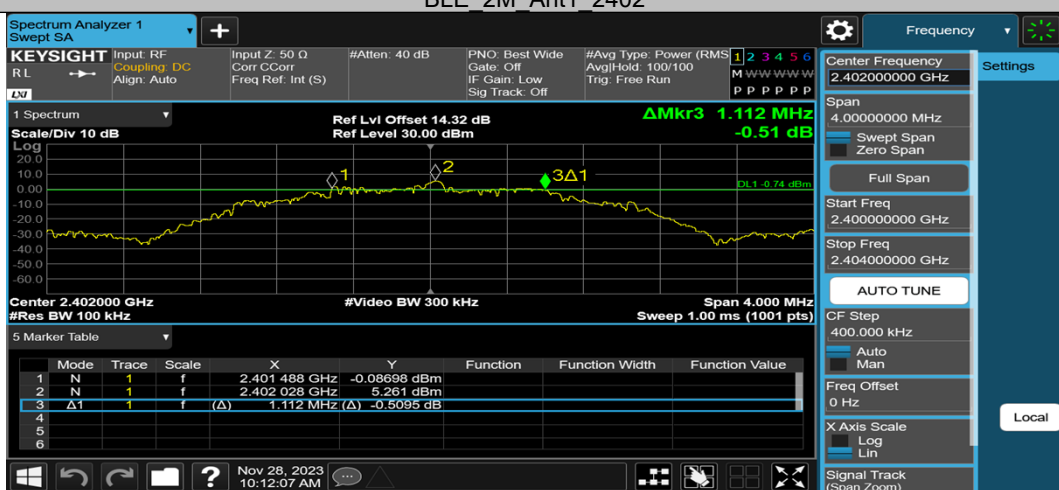 BLE_2M_Ant1_2402
Spectrum Analyzer 1
Swept SA
Frequency
KEYSIGHT
RL
LXI
Input: RF
Coupling: DC
Align: Auto
Input Z: 50 Ω
Corr CCorr
Freq Ref: Int (S)
#Atten: 40 dB
PNO: Best Wide
Gate: Off
IF Gain: Low
Sig Track: Off
#Avg Type: Power (RMS
Avg|Hold: 100/100
Trig: Free Run
1 2 3 4 5 6
M W W W W W
P P P P P P
1 Spectrum
Scale/Div 10 dB
Ref Lvl Offset 14.32 dB
Ref Level 30.00 dBm
ΔMkr3 1.112 MHz
-0.51 dB
Log
20.0
10.0
0.00
-10.0
-20.0
-30.0
-40.0
-50.0
-60.0
1
2
3Δ1
DL1 -0.74 dBm
Center 2.402000 GHz
#Video BW 300 kHz
Span 4.000 MHz
#Res BW 100 kHz
Sweep 1.00 ms (1001 pts)
5 Marker Table
Mode Trace Scale X Y Function Function Width Function Value
1 N 1 f 2.401 488 GHz -0.08698 dBm
2 N 1 f 2.402 028 GHz 5.261 dBm
3 Δ1 1 f (Δ) 1.112 MHz (Δ) -0.5095 dB
4
5
6
Nov 28, 2023
10:12:07 AM
Center Frequency
2.402000000 GHz
Span
4.00000000 MHz
Swept Span
Zero Span
Full Span
Start Freq
2.400000000 GHz
Stop Freq
2.404000000 GHz
AUTO TUNE
CF Step
400.000 kHz
Auto
Man
Freq Offset
0 Hz
X Axis Scale
Log
Lin
Signal Track
(Span Zoom)
Settings
Local